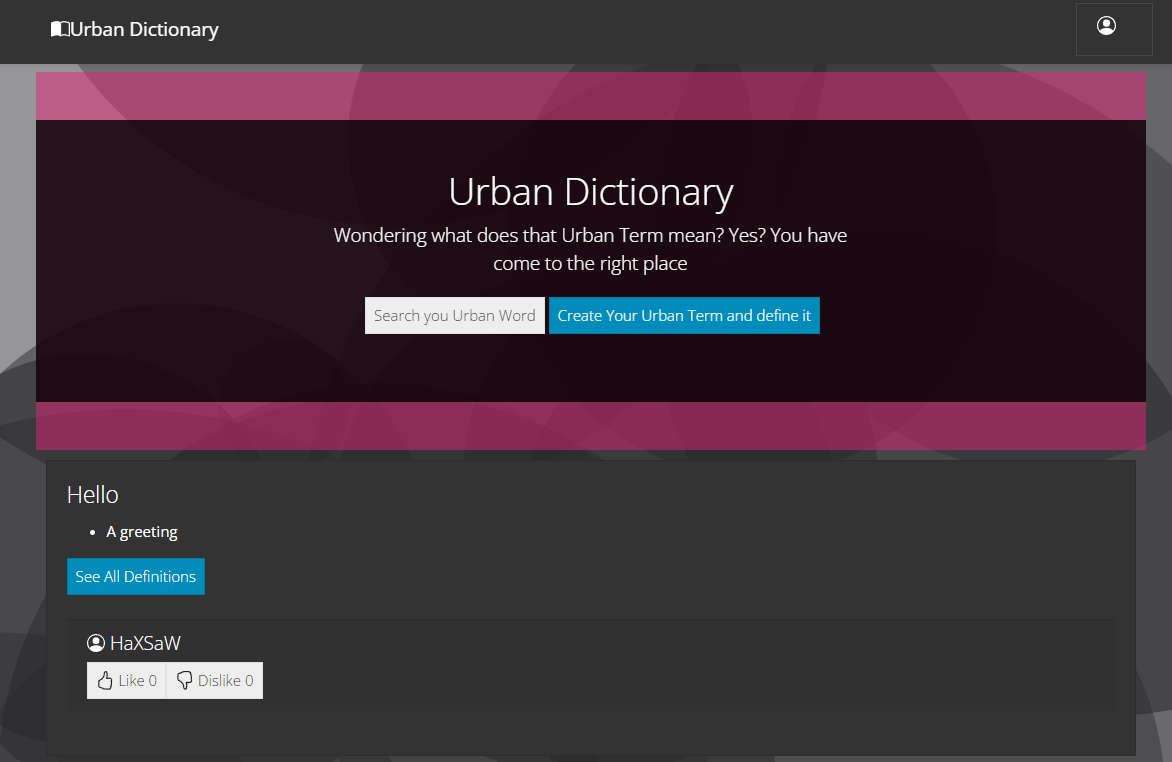 Urban Dictionary
Urban Dictionary
Wondering what does that Urban Term mean? Yes? You have
come to the right place
Search you Urban Word
Create Your Urban Term and define it
Hello
• A greeting
See All Definitions
HaXSaW
Like 0
Dislike 0